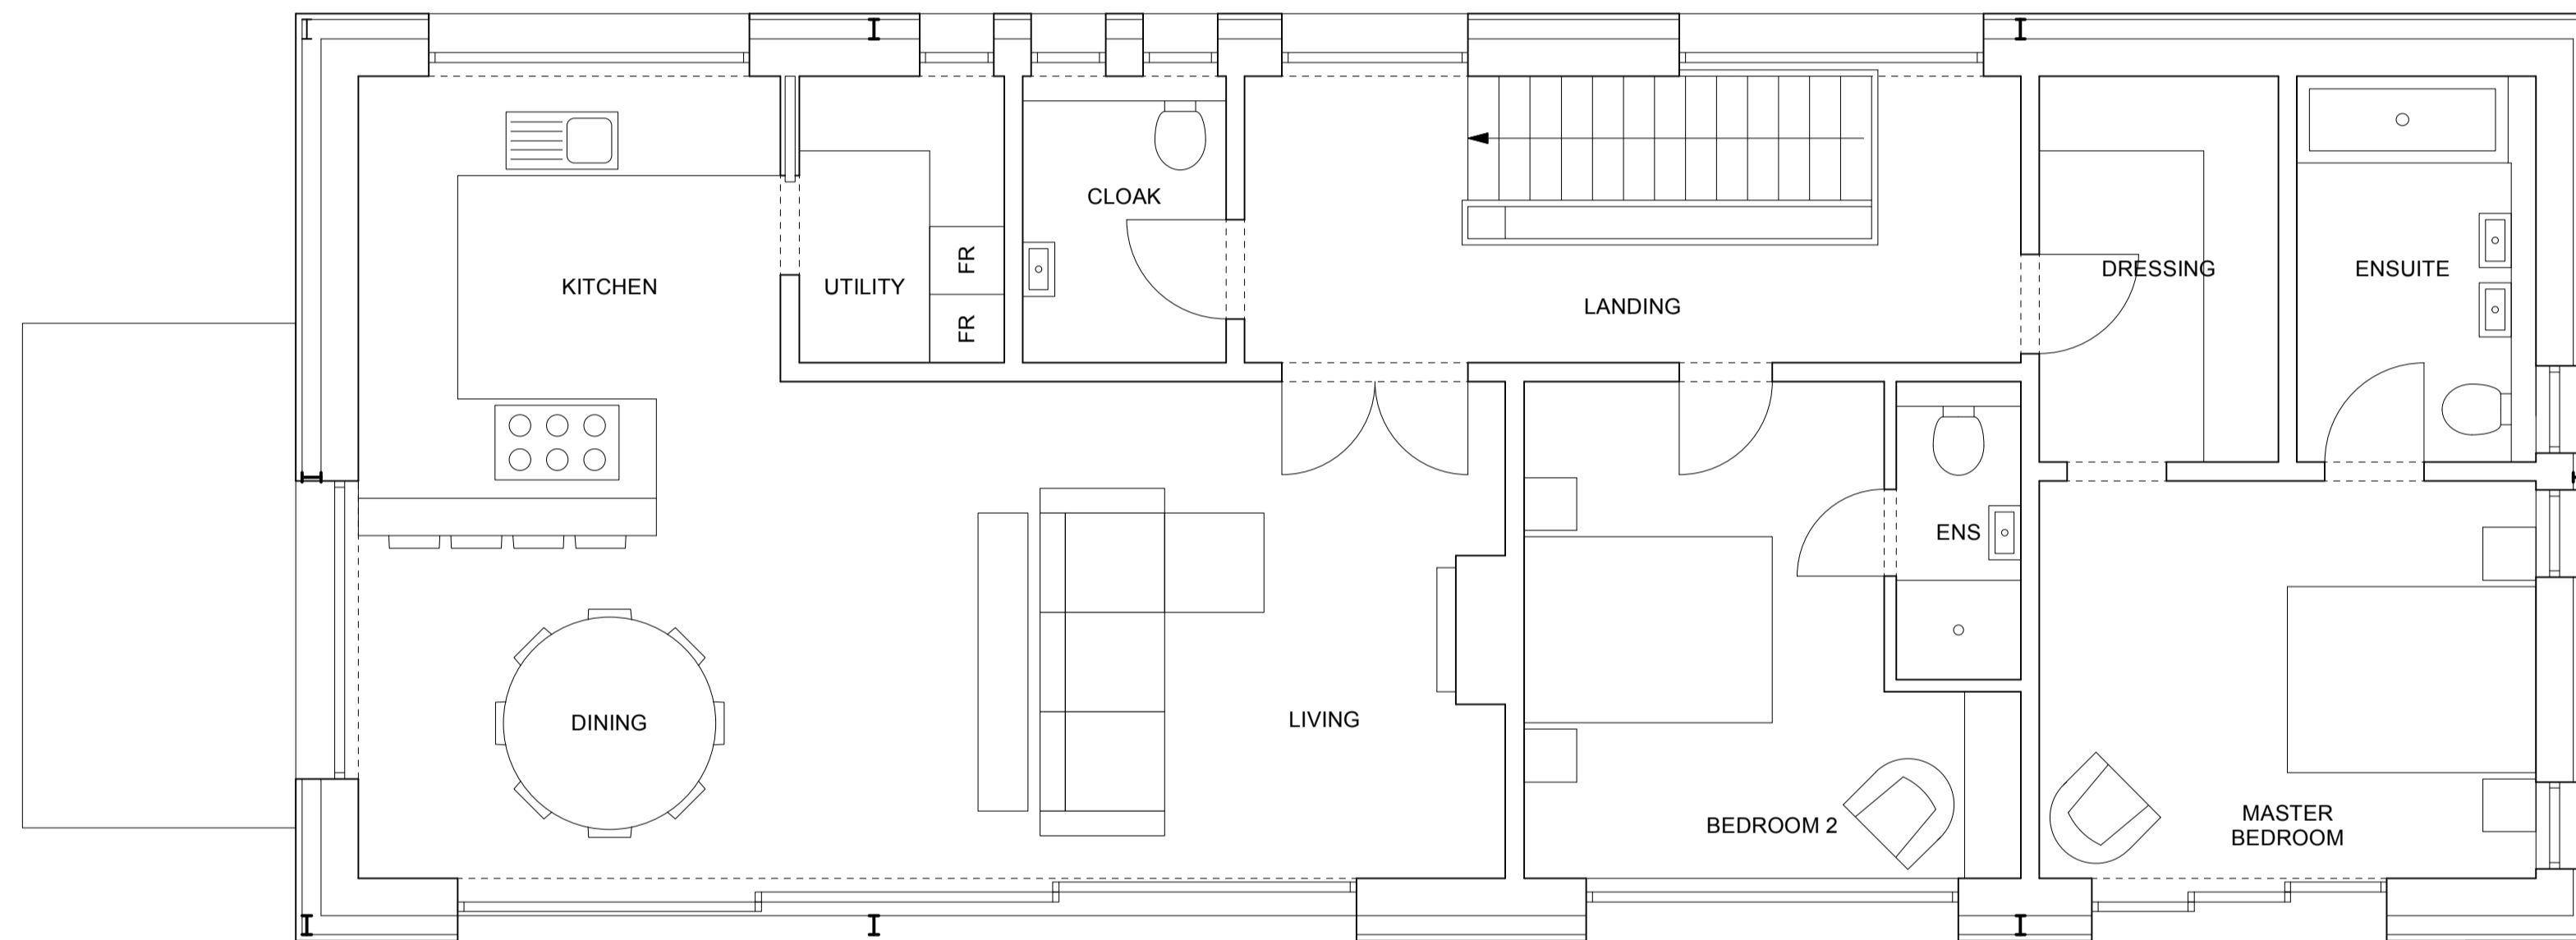 CLOAK
KITCHEN
UTILITY
FR
FR
LANDING
DRESSING
ENSUITE
ENS
DINING
LIVING
BEDROOM 2
MASTER
BEDROOM